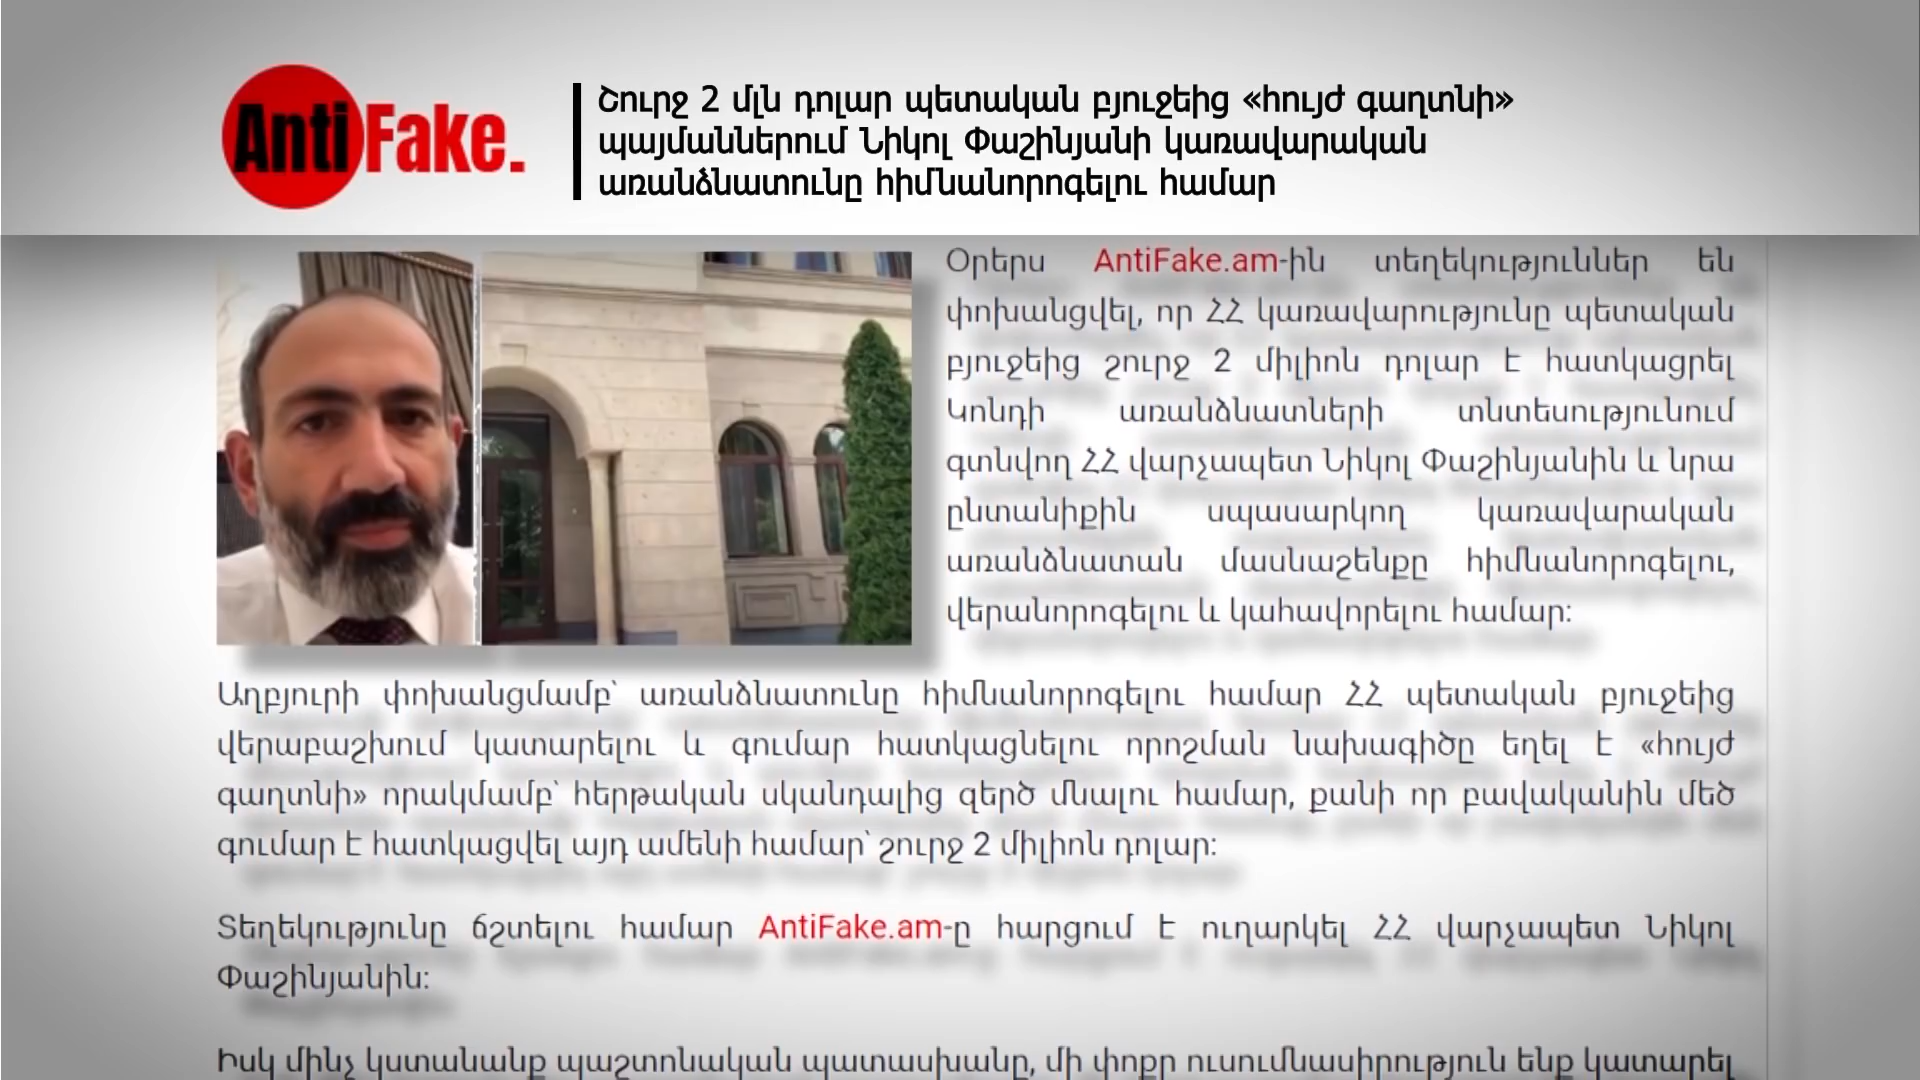 AntiFake.
Շուրջ 2 մլն դոլար պետական բյուջեից «հույժ գաղտնի»
պայմաններում Նիկոլ Փաշինյանի կառավարական
առանձնատունը հիմնանորոգելու համար
Օրերս AntiFake.am-ին տեղեկություններ են
փոխանցվել, որ ՀՀ կառավարությունը պետական
բյուջեից շուրջ 2 միլիոն դոլար է հատկացրել
Կոնդի առանձնատների տնտեսությունում
գտնվող ՀՀ վարչապետ Նիկոլ Փաշինյանին և նրա
ընտանիքին սպասարկող կառավարական
առանձնատան մասնաշենքը հիմնանորոգելու,
վերանորոգելու և կահավորելու համար:
Աղբյուրի փոխանցմամբ՝ առանձնատունը հիմնանորոգելու համար ՀՀ պետական բյուջեից
վերաբաշխում կատարելու և գումար հատկացնելու որոշման նախագիծը եղել է «հույժ
գաղտնի» որակմամբ՝ հերթական սկանդալից զերծ մնալու համար, քանի որ բավականին մեծ
գումար է հատկացվել այդ ամենի համար՝ շուրջ 2 միլիոն դոլար:
Տեղեկությունը ճշտելու համար AntiFake.am-ը հարցում է ուղարկել ՀՀ վարչապետ Նիկոլ
Փաշինյանին:
Իսկ մինչ կստանանք պաշտոնական պատասխանը, մի փոքր ուսումնասիրություն ենք կատարել